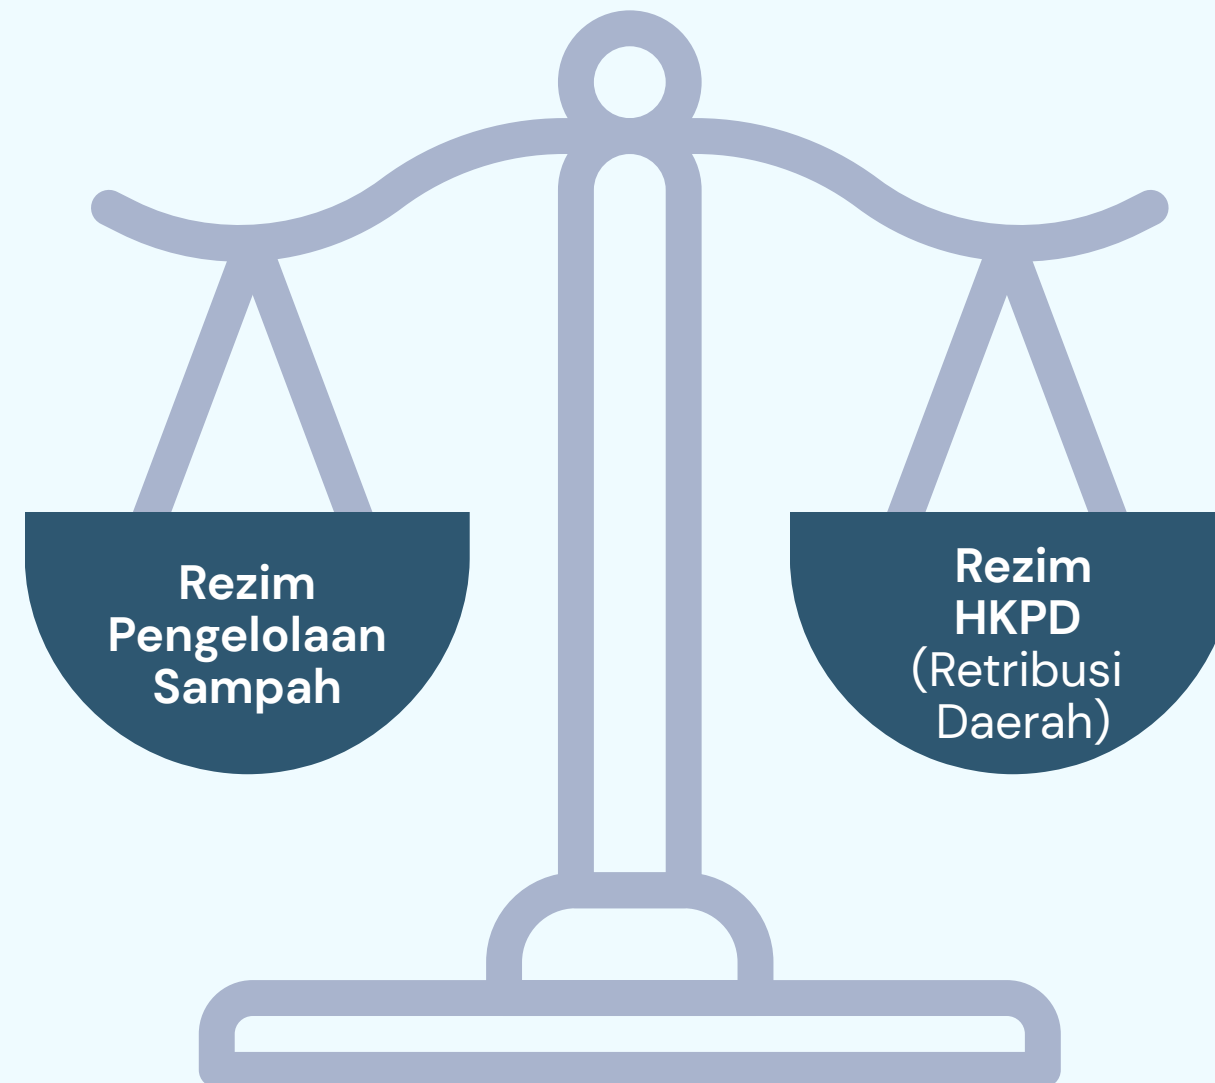 Rezim
Pengelolaan
Sampah
Rezim
HKPD
(Retribusi
Daerah)